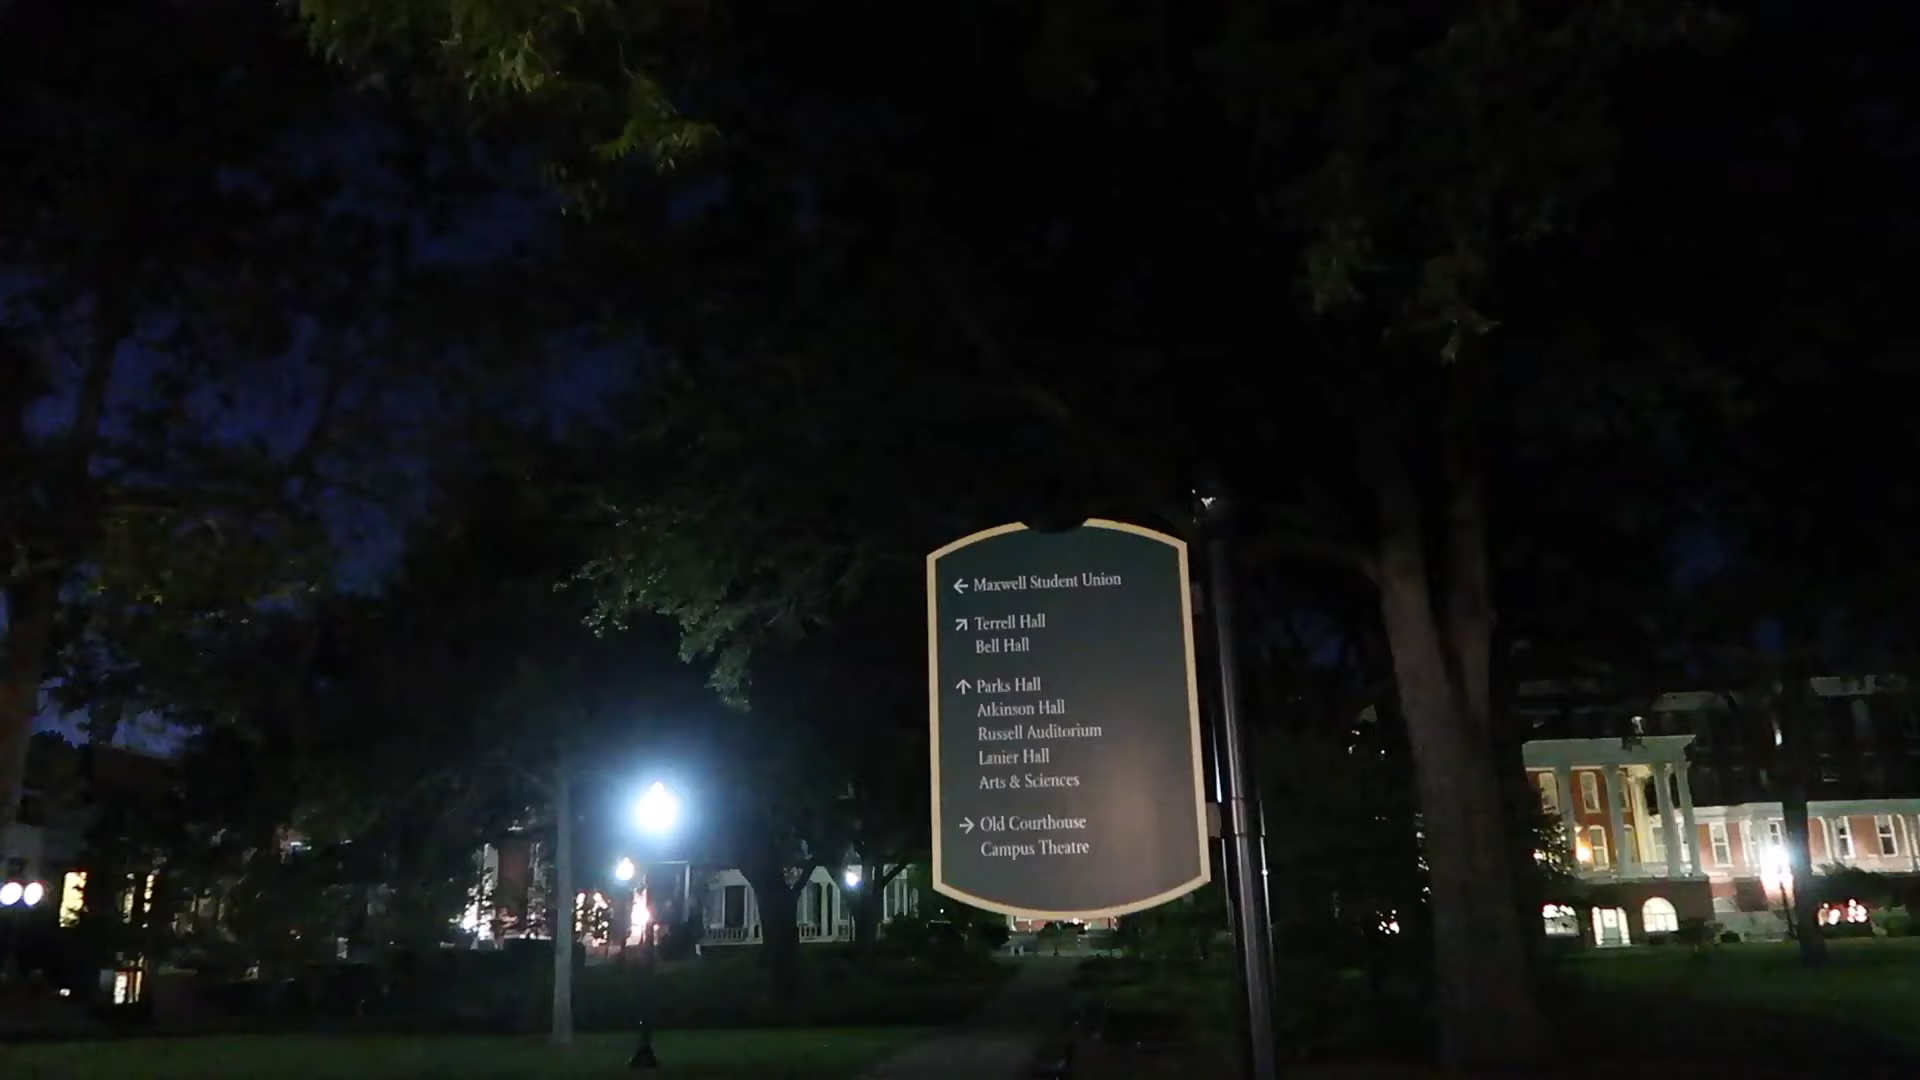 ← Maxwell Student Union
↗ Terrell Hall
Bell Hall
↑ Parks Hall
Atkinson Hall
Russell Auditorium
Lanier Hall
Arts & Sciences
→ Old Courthouse
Campus Theatre